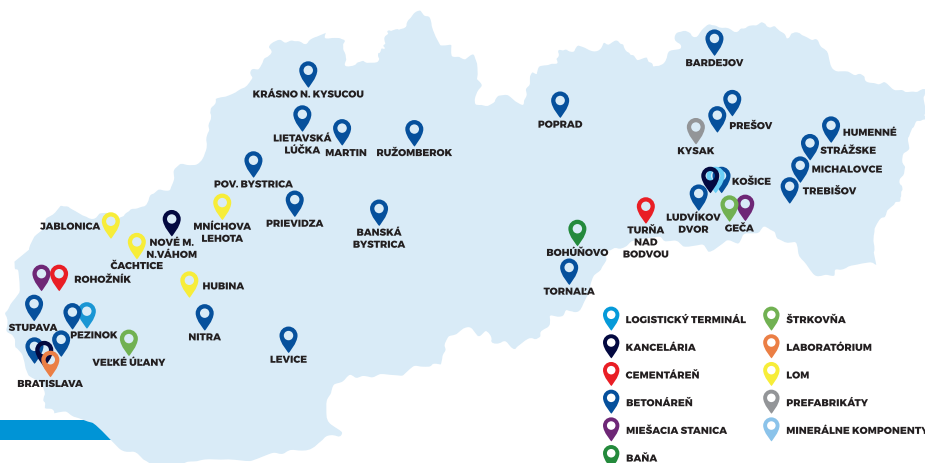 BARDEJOV
KRÁSNO N. KYSUCOU
POPRAD
PREŠOV
HUMENNÉ
LIETAVSKÁ
LÚČKA
MARTIN
RUŽOMBEROK
KYSAK
STRÁŽSKE
MICHALOVCE
POV. BYSTRICA
KOŠICE
TREBIŠOV
JABLONICA
MNÍCHOVA
LEHOTA
PRIEVIDZA
BANSKÁ
BYSTRICA
LUDVÍKOV
DVOR
GEČA
TURŇA
NAD
BODVOU
NOVÉ M.
N.VÁHOM
ČACHTICE
BOHÚŇOVO
ROHOŽNÍK
HUBINA
TORNAĽA
STUPAVA
PEZINOK
NITRA
VEĽKÉ ÚĽANY
LEVICE
BRATISLAVA
LOGISTICKÝ TERMINÁL
KANCELÁRIA
CEMENTÁREŇ
BETONÁREŇ
MIEŠACIA STANICA
BAŇA
ŠTRKOVŇA
LABORATÓRIUM
LOM
PREFABRIKÁTY
MINERÁLNE KOMPONENTY